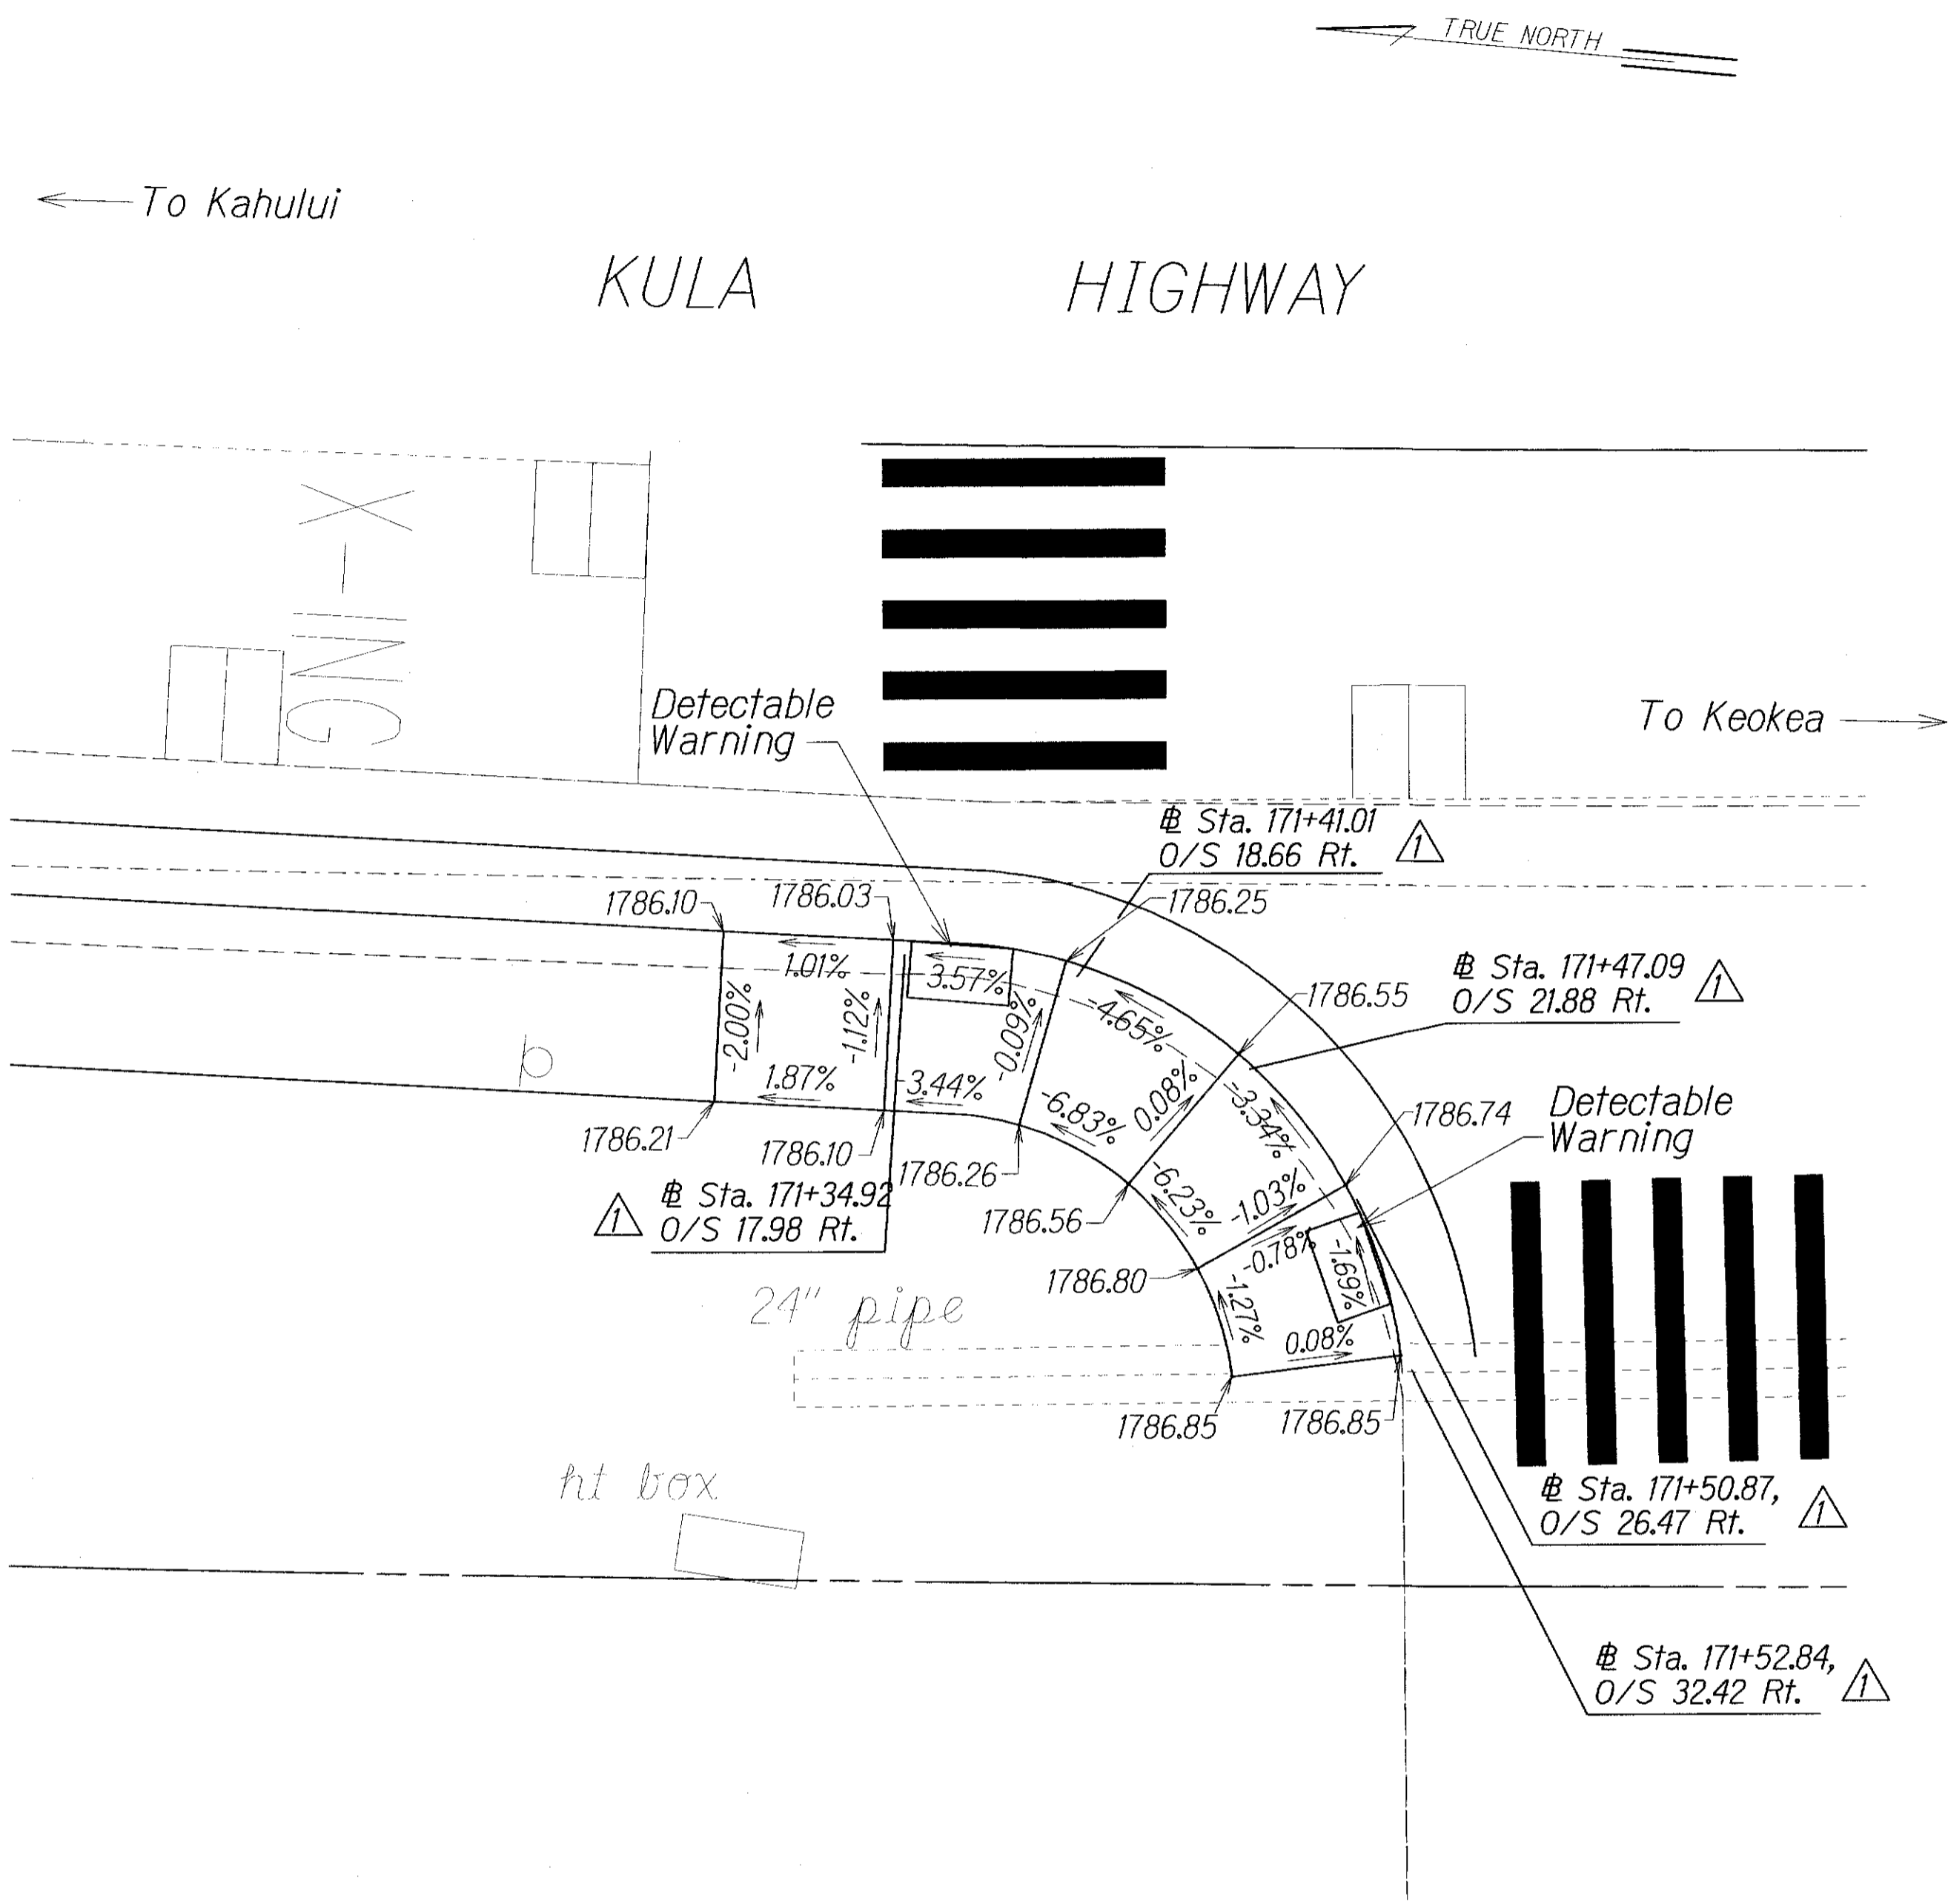 TRUE NORTH
To Kahului
KULA HIGHWAY
X-ING
Detectable
Warning
To Keokea
℄ Sta. 171+41.01
O/S 18.66 Rt.
1
1786.10
1786.03
1786.25
1.01%
3.57%
-2.00%
-1.12%
-0.09%
-4.65%
1786.55
℄ Sta. 171+47.09
O/S 21.88 Rt.
1
1.87%
-3.44%
-6.83%
0.08%
-3.34%
1786.74
Detectable
Warning
1786.21
1786.10
1786.26
1
℄ Sta. 171+34.92
O/S 17.98 Rt.
1786.56
-6.23%
-1.03%
-0.78%
-1.69%
1786.80
-1.27%
0.08%
24" pipe
1786.85
1786.85
ht box
℄ Sta. 171+50.87,
O/S 26.47 Rt.
1
℄ Sta. 171+52.84,
O/S 32.42 Rt.
1